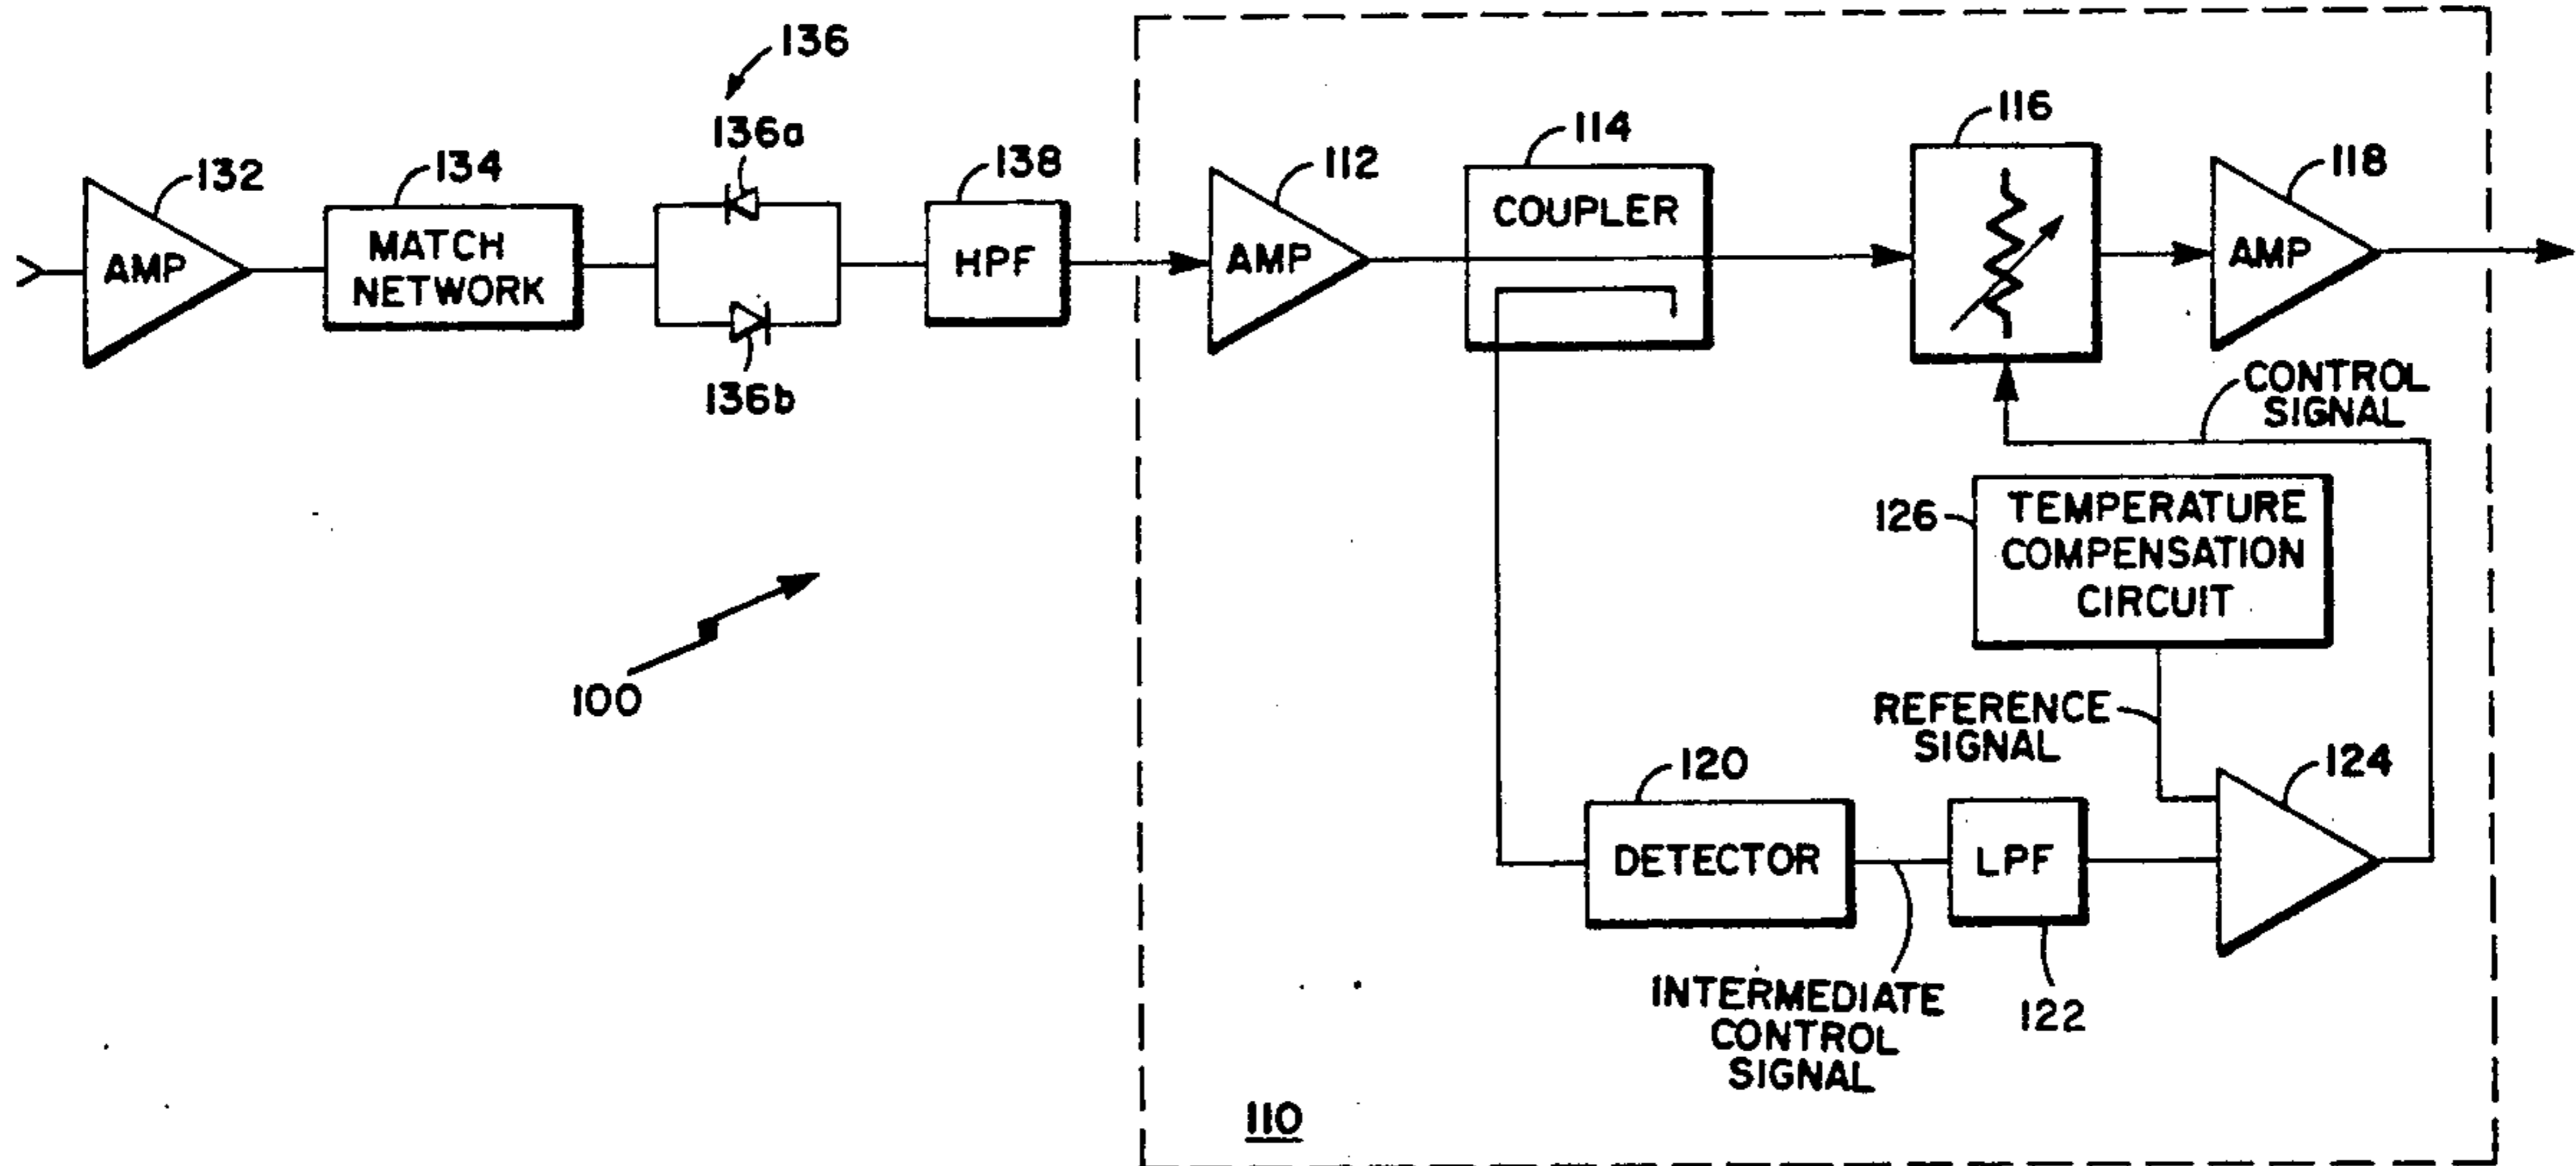 136
136a
132
134
138
112
114
116
118
AMP
MATCH
NETWORK
HPF
AMP
COUPLER
AMP
136b
CONTROL
SIGNAL
126
TEMPERATURE
COMPENSATION
CIRCUIT
100
REFERENCE
SIGNAL
120
124
DETECTOR
LPF
INTERMEDIATE
CONTROL
SIGNAL
122
110